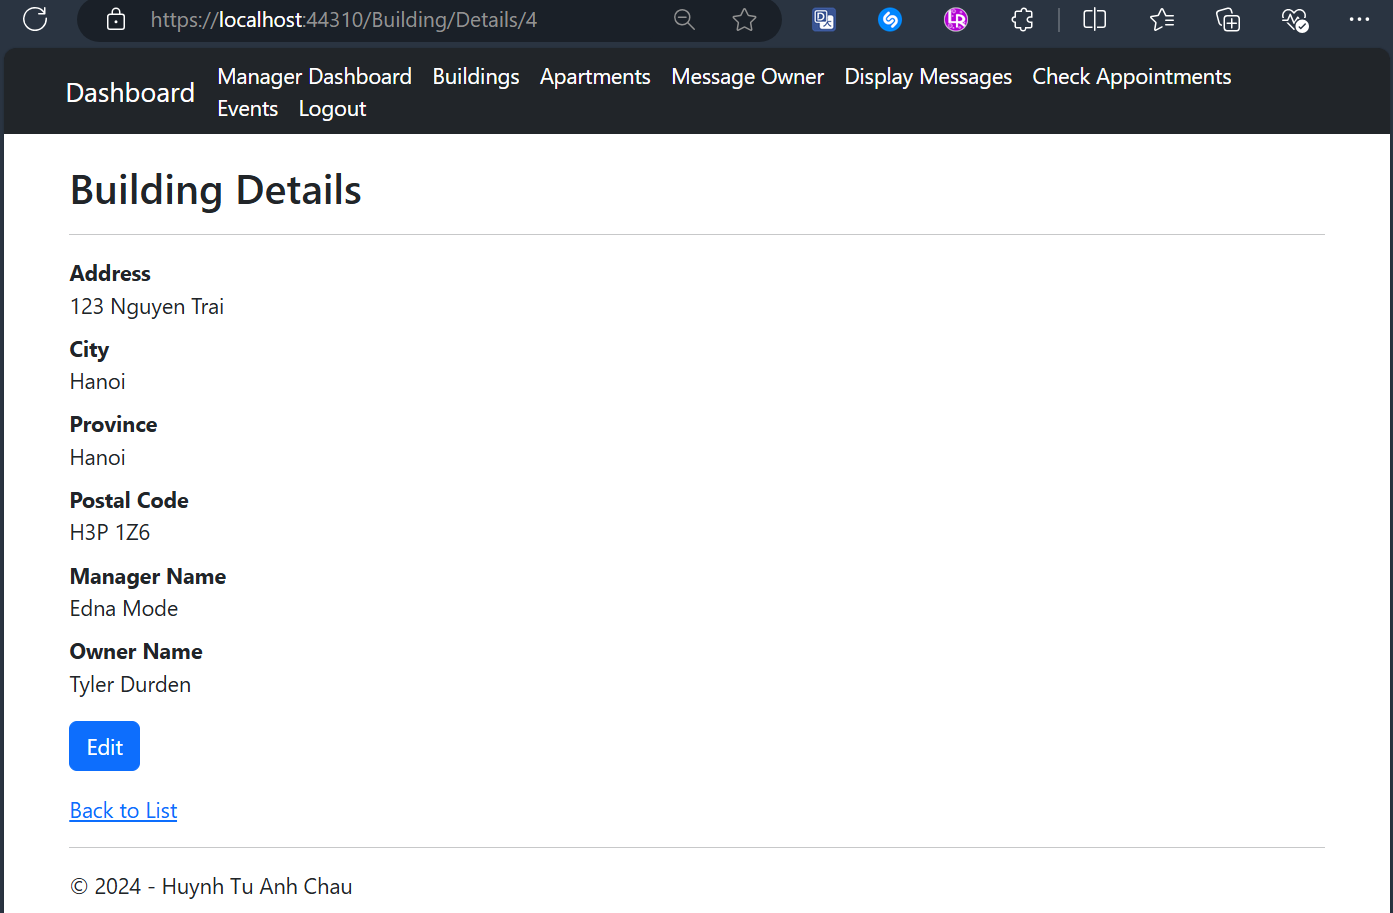 https://localhost:44310/Building/Details/4
Dashboard
Manager Dashboard Buildings Apartments Message Owner Display Messages Check Appointments
Events Logout
Building Details
Address
123 Nguyen Trai
City
Hanoi
Province
Hanoi
Postal Code
H3P 1Z6
Manager Name
Edna Mode
Owner Name
Tyler Durden
Edit
Back to List
© 2024 - Huynh Tu Anh Chau